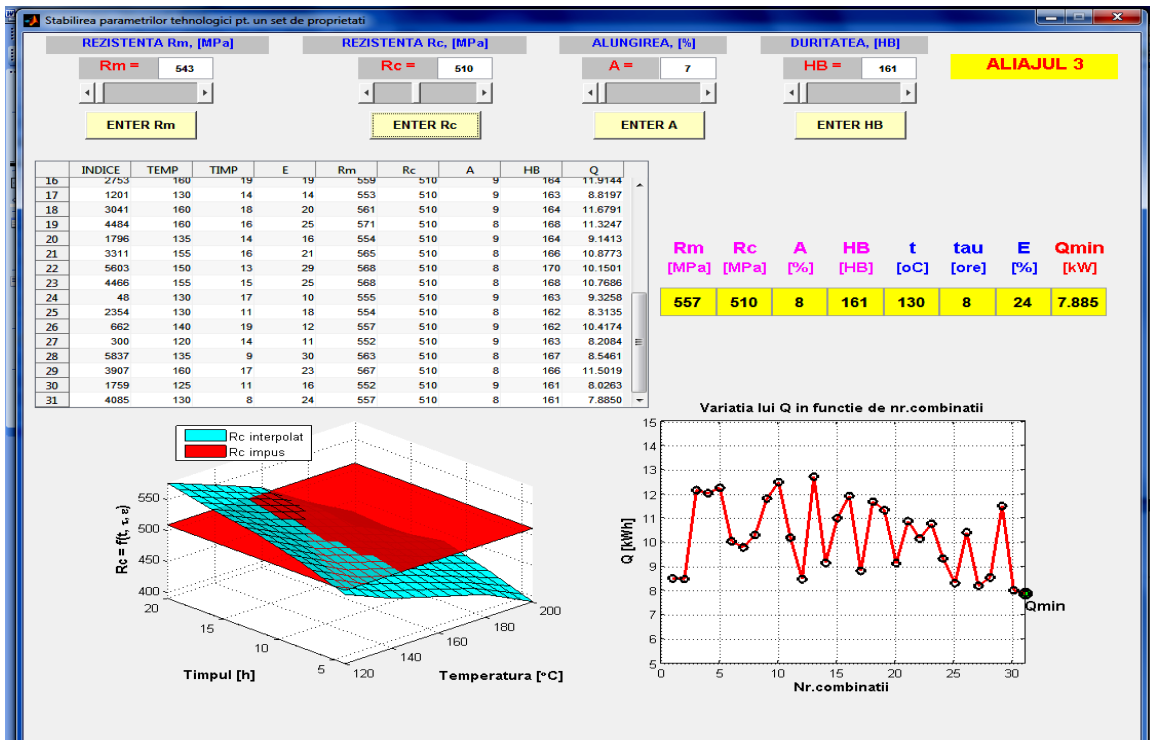 Stabilirea parametrilor tehnologici pt. un set de proprietati
REZISTENTA Rm, [MPa] REZISTENTA Rc, [MPa] ALUNGIREA, [%] DURITATEA, [HB]
Rm = 543 Rc = 510 A = 7 HB = 161 ALIAJUL 3
ENTER Rm ENTER Rc ENTER A ENTER HB
INDICE TEMP TIMP E Rm Rc A HB Q
16 2753 160 19 19 559 510 9 164 11.9144
17 1201 130 14 14 553 510 9 163 8.8197
18 3041 160 18 20 561 510 9 164 11.6791
19 4484 160 16 25 571 510 8 168 11.3247
20 1796 135 14 16 554 510 9 164 9.1413
21 3311 155 16 21 565 510 8 166 10.8773
22 5603 150 13 29 568 510 8 170 10.1501
23 4466 155 15 25 568 510 8 168 10.7686
24 48 130 17 10 555 510 9 163 9.3258
25 2354 130 11 18 554 510 8 162 8.3135
26 662 140 19 12 557 510 9 162 10.4174
27 300 120 14 11 552 510 9 163 8.2084
28 5837 135 9 30 563 510 8 167 8.5461
29 3907 160 17 23 567 510 8 166 11.5019
30 1759 125 11 16 552 510 9 161 8.0263
31 4085 130 8 24 557 510 8 161 7.8850
Rm Rc A HB t tau E Qmin
[MPa] [MPa] [%] [HB] [oC] [ore] [%] [kW]
557 510 8 161 130 8 24 7.885
Rc interpolat
Rc impus
550
500
450
400
Rc = f(t, τ, ε)
20 15 10 5
120 140 160 180 200
Timpul [h] Temperatura [°C]
Variatia lui Q in functie de nr.combinatii
15
14
13
12
11
10
9
8
7
6
5
Q [kWh]
Qmin
0 5 10 15 20 25 30
Nr.combinatii